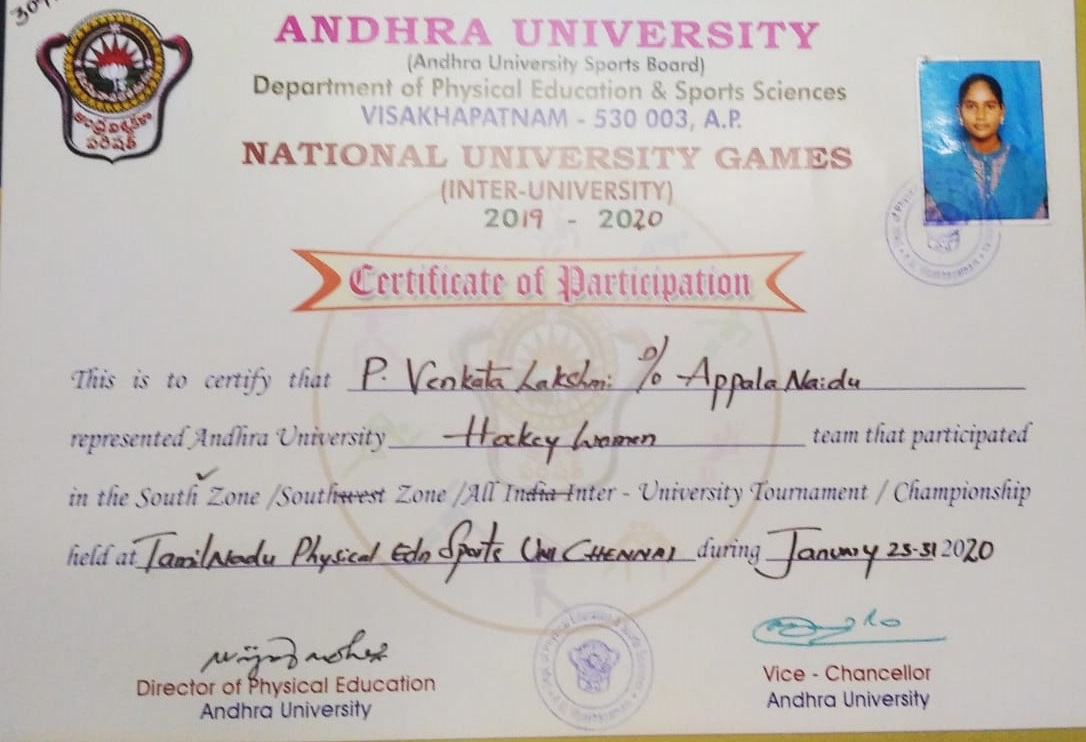 ANDHRA UNIVERSITY
(Andhra University Sports Board)
Department of Physical Education & Sports Sciences
VISAKHAPATNAM - 530 003, A.P.
NATIONAL UNIVERSITY GAMES
(INTER-UNIVERSITY)
2019 - 2020
Certificate of Participation
This is to certify that P. Venkata Lakshmi D/o Appala Naidu
represented Andhra University Hockey Women team that participated
in the South Zone /Southwest Zone /All India Inter - University Tournament / Championship
held at TamilNadu Physical Edn Sports Uni CHENNAI during January 25-31 2020
Director of Physical Education
Andhra University
Vice - Chancellor
Andhra University